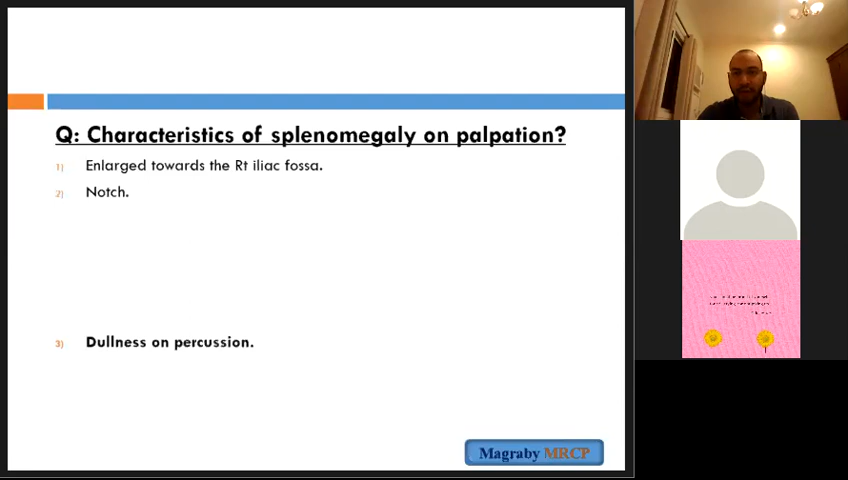 Q: Characteristics of splenomegaly on palpation?
1) Enlarged towards the Rt iliac fossa.
2) Notch.
3) Dullness on percussion.
Magraby MRCP